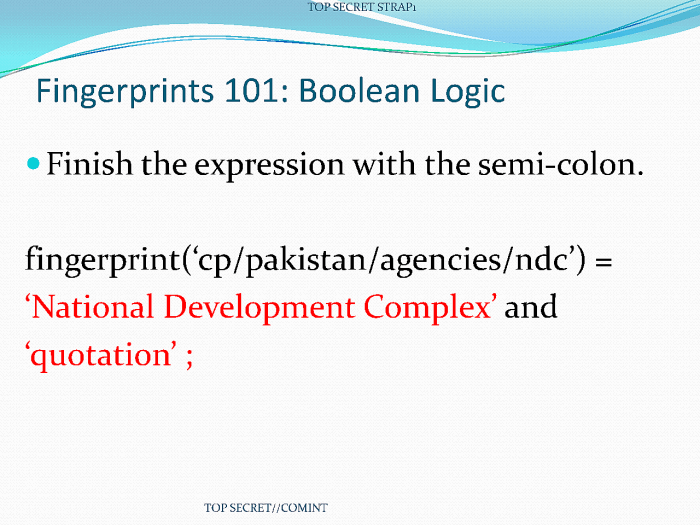 TOP SECRET STRAP1
Fingerprints 101: Boolean Logic
Finish the expression with the semi-colon.
fingerprint(‘cp/pakistan/agencies/ndc’) =
‘National Development Complex’ and
‘quotation’ ;
TOP SECRET//COMINT